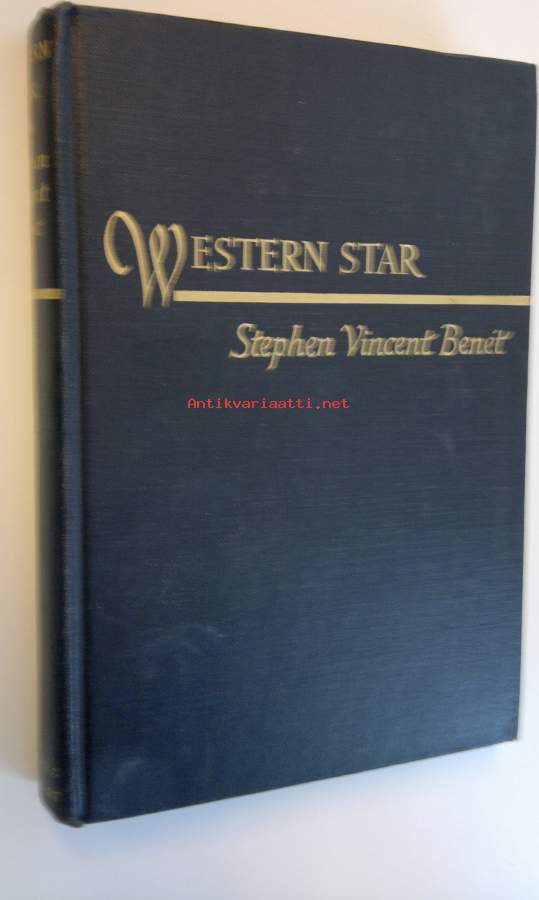 WESTERN STAR
Stephen Vincent Benét
Antikvariaatti.net